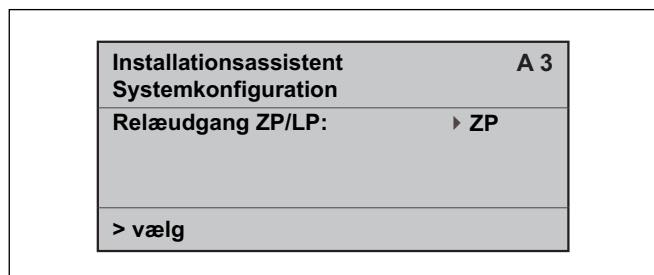 Installationsassistent A 3
Systemkonfiguration
Relæudgang ZP/LP: ZP
> vælg